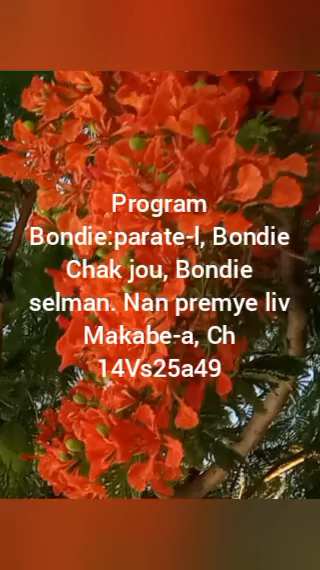 Program
Bondie:parate-l, Bondie
Chak jou, Bondie
selman. Nan premye liv
Makabe-a, Ch
14Vs25a49